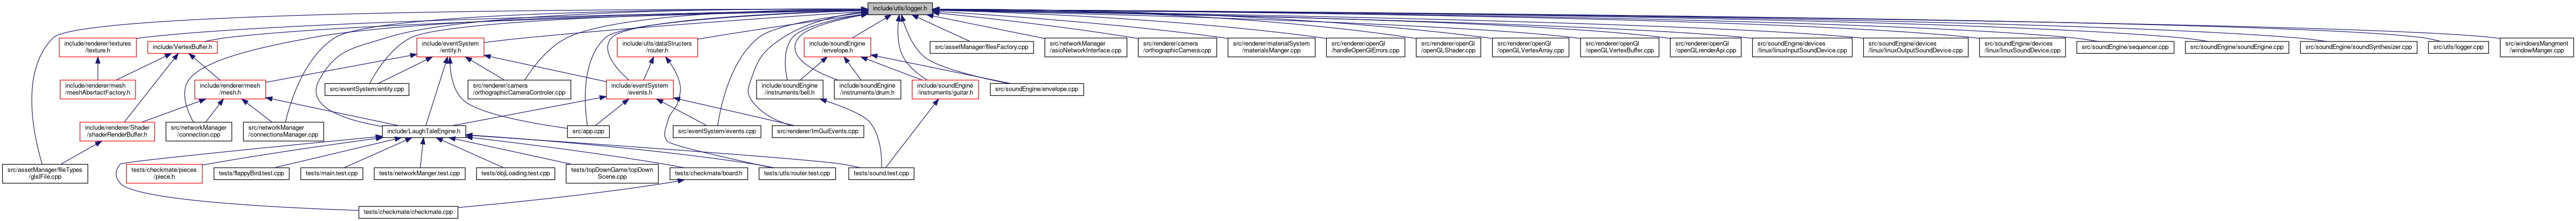 include/utls/logger.h
include/renderer/textures
/texture.h
include/VertexBuffer.h
include/eventSystem
/entity.h
include/utls/dataStructers
/router.h
include/soundEngine
/envelope.h
src/assetManager/filesFactory.cpp
src/networkManager
/asioNetworkInterface.cpp
src/renderer/camera
/orthographicCamera.cpp
src/renderer/materialSystem
/materialsManger.cpp
src/renderer/openGl
/handleOpenGlErrors.cpp
src/renderer/openGl
/openGLShader.cpp
src/renderer/openGl
/openGLVertexArray.cpp
src/renderer/openGl
/openGLVertexBuffer.cpp
src/renderer/openGl
/openGLrenderApi.cpp
src/soundEngine/devices
/linux/linuxInputSoundDevice.cpp
src/soundEngine/devices
/linux/linuxOutputSoundDevice.cpp
src/soundEngine/devices
/linux/linuxSoundDevice.cpp
src/soundEngine/sequencer.cpp
src/soundEngine/soundEngine.cpp
src/soundEngine/soundSynthesizer.cpp
src/utls/logger.cpp
src/windowsMangment
/windowManger.cpp
include/renderer/mesh
/meshAbsrtactFactory.h
include/renderer/mesh
/mesh.h
src/eventSystem/entity.cpp
src/renderer/camera
/orthographicCameraControler.cpp
include/eventSystem
/events.h
include/soundEngine
/instruments/bell.h
include/soundEngine
/instruments/drum.h
include/soundEngine
/instruments/guitar.h
src/soundEngine/envelope.cpp
include/renderer/Shader
/shaderRenderBuffer.h
src/networkManager
/connection.cpp
src/networkManager
/connectionsManager.cpp
include/LaughTaleEngine.h
src/app.cpp
src/eventSystem/events.cpp
src/renderer/ImGuiEvents.cpp
src/assetManager/fileTypes
/glslFile.cpp
tests/checkmate/pieces
/piece.h
tests/flappyBird.test.cpp
tests/main.test.cpp
tests/networkManger.test.cpp
tests/objLoading.test.cpp
tests/topDownGame/topDown
Scene.cpp
tests/checkmate/board.h
tests/utls/router.test.cpp
tests/sound.test.cpp
tests/checkmate/checkmate.cpp